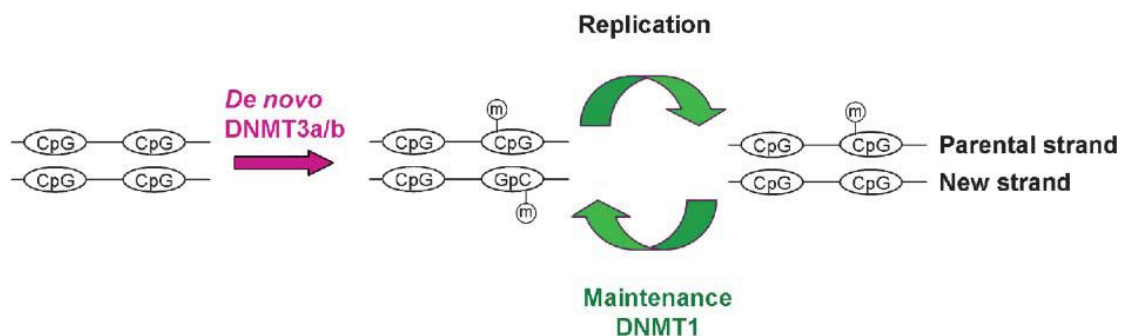 Replication
De novo
DNMT3a/b
m
m
CpG CpG
CpG CpG
CpG CpG
Parental strand
CpG CpG
CpG GpC
CpG CpG
New strand
m
Maintenance
DNMT1